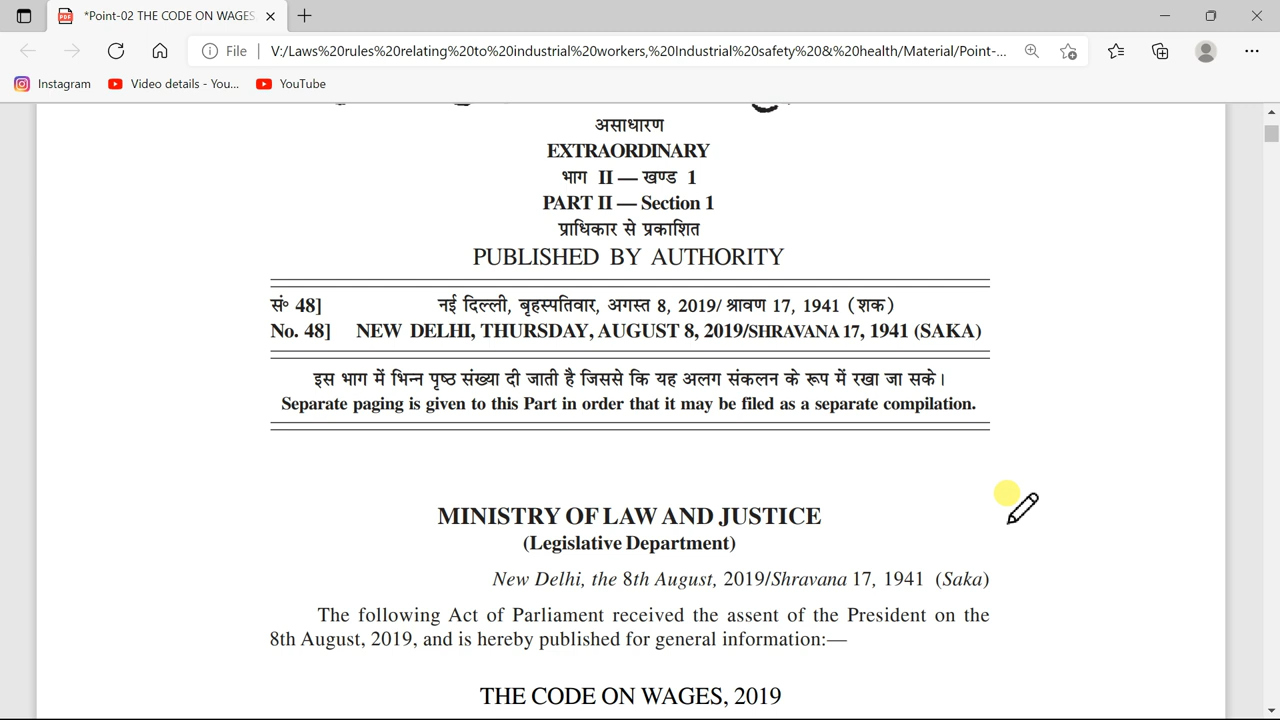 *Point-02 THE CODE ON WAGES
File
V:/Laws%20rules%20relating%20to%20industrial%20workers,%20Industrial%20safety%20&%20health/Material/Point-...
Instagram
Video details - You...
YouTube
असाधारण
EXTRAORDINARY
भाग II — खण्ड 1
PART II — Section 1
प्राधिकार से प्रकाशित
PUBLISHED BY AUTHORITY
सं॰ 48] नई दिल्ली, बृहस्पतिवार, अगस्त 8, 2019/ श्रावण 17, 1941 (शक)
No. 48] NEW DELHI, THURSDAY, AUGUST 8, 2019/SHRAVANA 17, 1941 (SAKA)
इस भाग में भिन्न पृष्ठ संख्या दी जाती है जिससे कि यह अलग संकलन के रूप में रखा जा सके।
Separate paging is given to this Part in order that it may be filed as a separate compilation.
MINISTRY OF LAW AND JUSTICE
(Legislative Department)
New Delhi, the 8th August, 2019/Shravana 17, 1941 (Saka)
The following Act of Parliament received the assent of the President on the
8th August, 2019, and is hereby published for general information:—
THE CODE ON WAGES, 2019